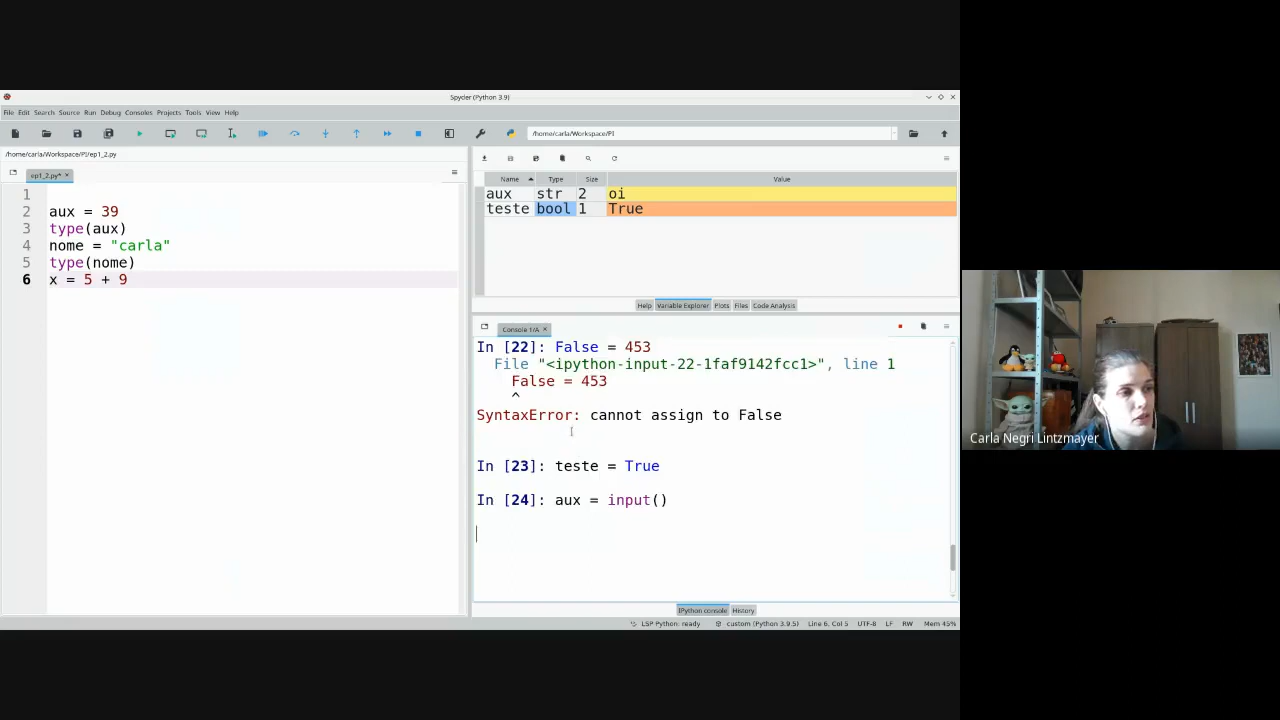 Spyder (Python 3.9)
File Edit Search Source Run Debug Consoles Projects Tools View Help
/home/carla/Workspace/PI
/home/carla/Workspace/PI/ep1_2.py
ep1_2.py*
1
2 aux = 39
3 type(aux)
4 nome = "carla"
5 type(nome)
6 x = 5 + 9
Name Type Size Value
aux str 2 oi
teste bool 1 True
Help Variable Explorer Plots Files Code Analysis
Console 1/A
In [22]: False = 453
File "<ipython-input-22-1faf9142fcc1>", line 1
False = 453
^
SyntaxError: cannot assign to False
In [23]: teste = True
In [24]: aux = input()
IPython console History
LSP Python: ready custom (Python 3.9.5) Line 6, Col 5 UTF-8 LF RW Mem 45%
Carla Negri Lintzmayer